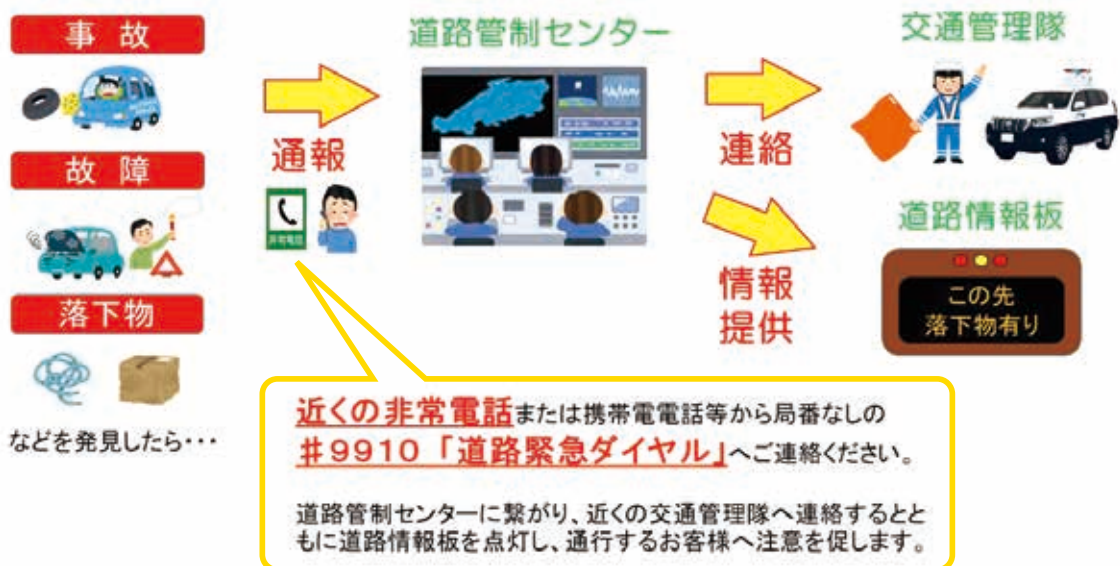 事故
故障
落下物
などを発見したら・・・
通報
非常電話
道路管制センター
連絡
情報
提供
交通管理隊
道路情報板
この先
落下物有り
近くの非常電話または携帯電電話等から局番なしの
#9910「道路緊急ダイヤル」へご連絡ください。
道路管制センターに繋がり、近くの交通管理隊へ連絡するとと
もに道路情報板を点灯し、通行するお客様へ注意を促します。